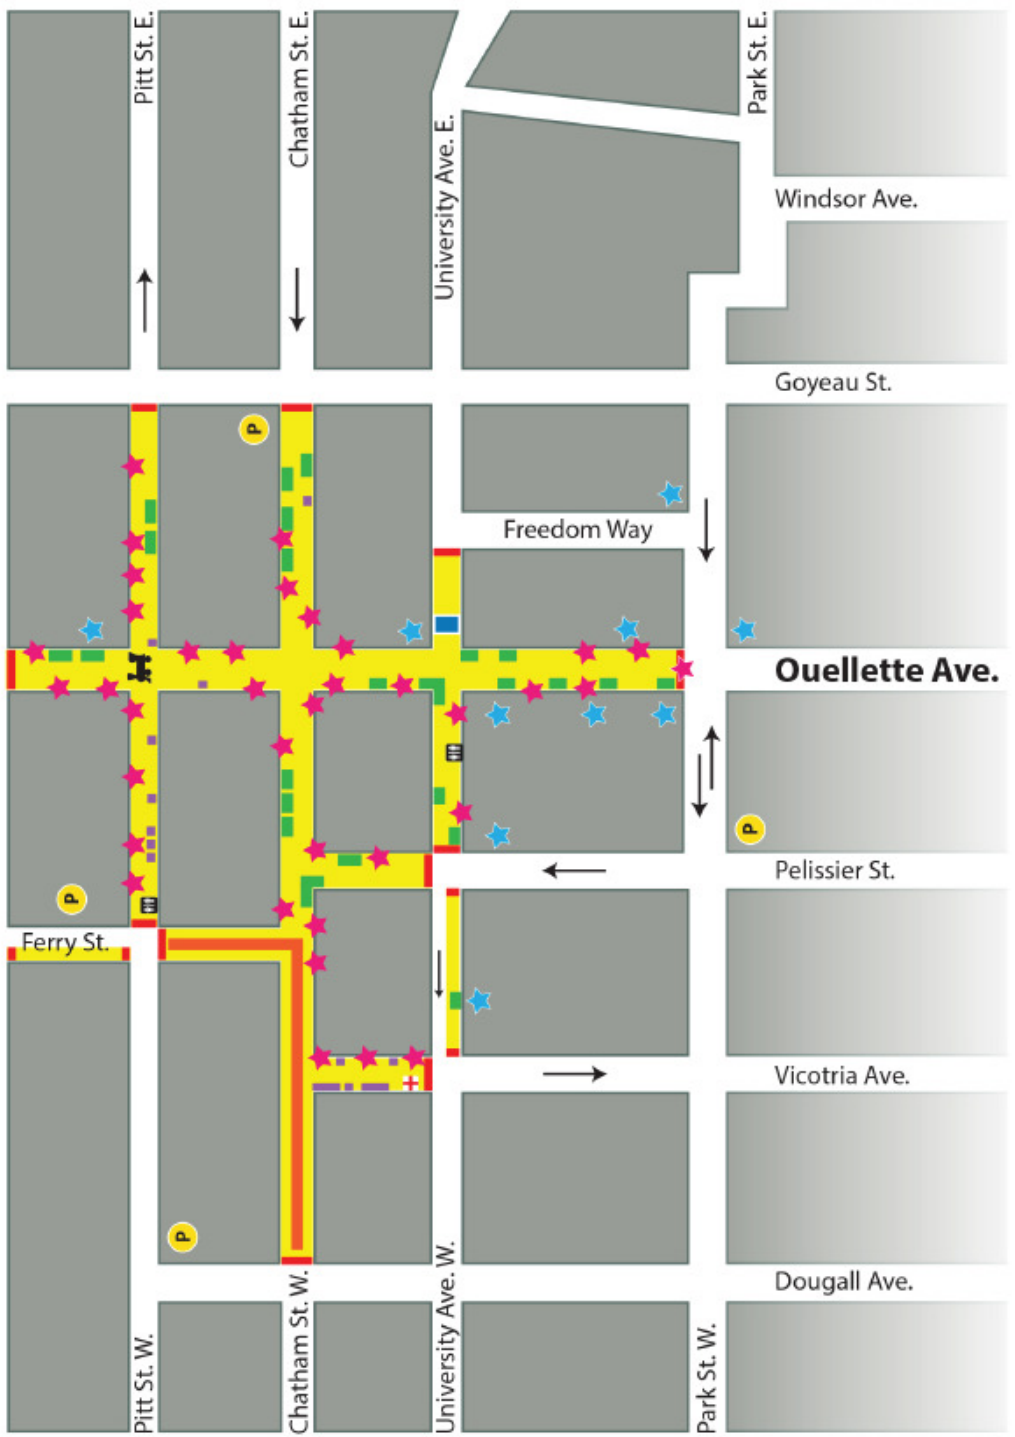 Pitt St. E.
Chatham St. E.
University Ave. E.
Park St. E.
Windsor Ave.
Goyeau St.
P
Freedom Way
Ouellette Ave.
P
Pelissier St.
P
Ferry St.
Vicotria Ave.
P
Dougall Ave.
Pitt St. W.
Chatham St. W.
University Ave. W.
Park St. W.